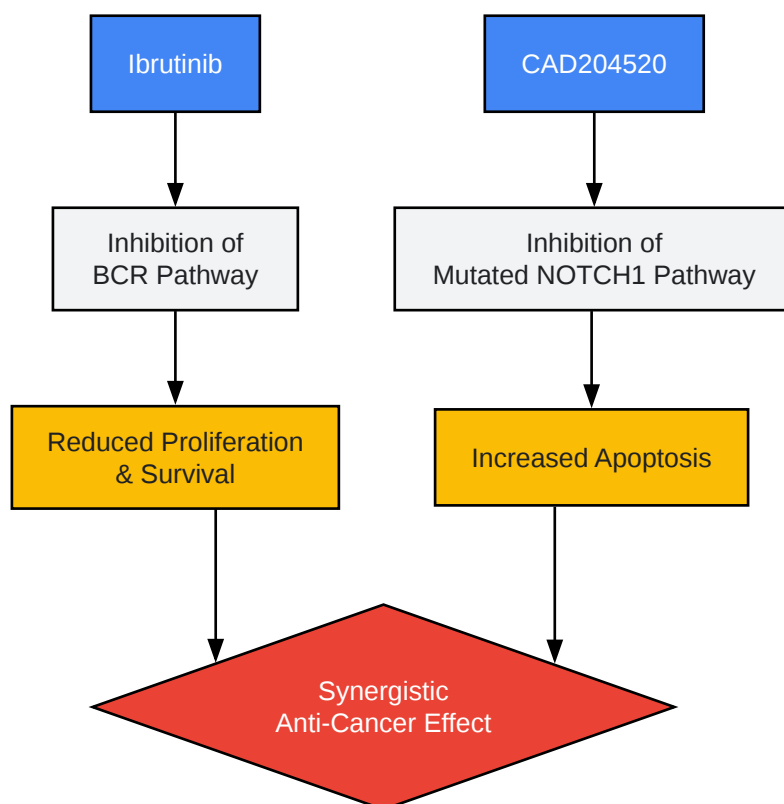 Ibrutinib
CAD204520
Inhibition of
BCR Pathway
Inhibition of
Mutated NOTCH1 Pathway
Reduced Proliferation
& Survival
Increased Apoptosis
Synergistic
Anti-Cancer Effect